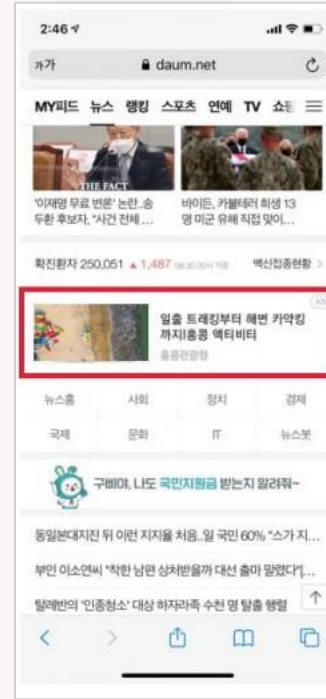 2:46
가가 daum.net
MY피드 뉴스 랭킹 스포츠 연예 TV 쇼핑
THE FACT
'이재명 무료 변론' 논란..송
두환 후보자, "사건 전체 ...
바이든, 카불테러 희생 13
명 미군 유해 직접 맞이...
확진환자 250,051 ▲ 1,487 백신접종현황 >
AD
일출 트래킹부터 해변 카약킹
까지!홍콩 액티비티
홍콩관광청
뉴스홈 사회 정치 경제
국제 문화 IT 뉴스봇
구삐야, 나도 국민지원금 받는지 알려줘~
동일본대지진 뒤 이런 지지율 처음..일 국민 60% "스가 지...
부인 이소연씨 "착한 남편 상처받을까 대선 출마 말렸다"[...
탈레반의 '인종청소' 대상 하자라족 수천 명 탈출 행렬